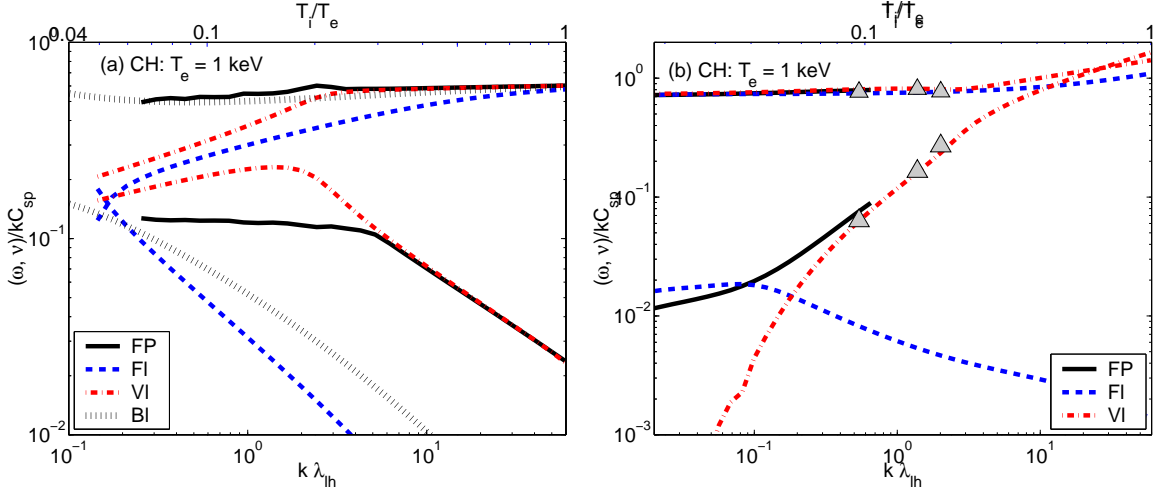 T_i/T_e
0.04 0.1 1
10^0
(a) CH: T_e = 1 keV
(ω, ν)/kC_sp
10^-1
FP
FI
VI
BI
10^-2
10^-1 10^0 10^1
k λ_lh
T_i/T_e
0.1 1
(b) CH: T_e = 1 keV
10^0
(ω, ν)/kC_sp
10^-1
10^-2
FP
FI
VI
10^-3
10^-1 10^0 10^1
k λ_lh